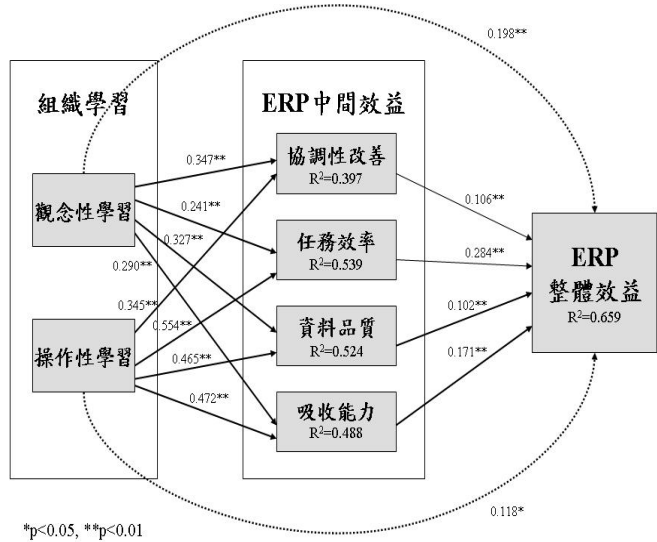 0.198**
組織學習
ERP中間效益
觀念性學習
操作性學習
0.347**
0.241**
0.327**
0.290**
0.345**
0.554**
0.465**
0.472**
協調性改善
R²=0.397
任務效率
R²=0.539
資料品質
R²=0.524
吸收能力
R²=0.488
0.106**
0.284**
0.102**
0.171**
ERP
整體效益
R²=0.659
0.118*
*p<0.05, **p<0.01